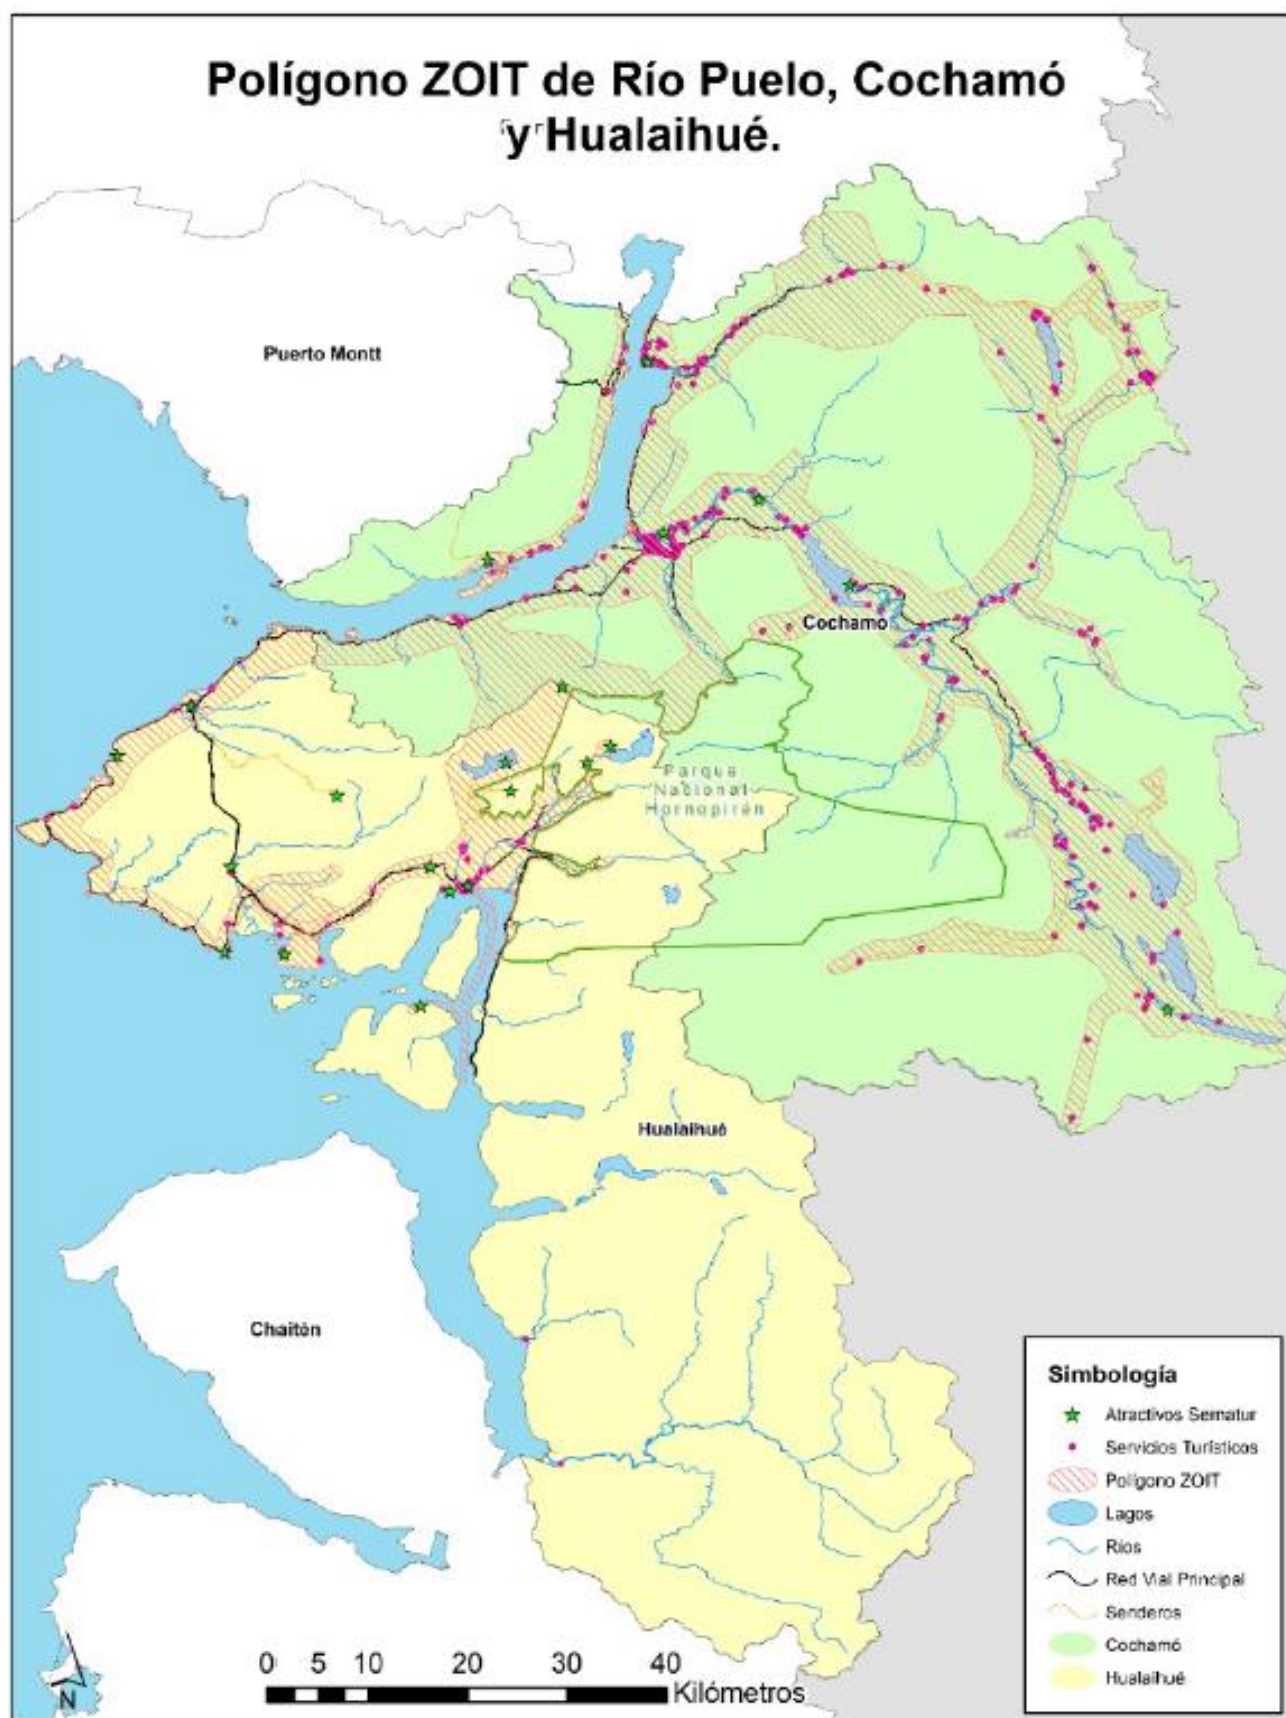 Polígono ZOIT de Río Puelo, Cochamó
y Hualaihué.
Puerto Montt
Cochamó
Parque
Nacional
Hornopirén
Hualaihué
Chaitén
Simbología
Atractivos Sernatur
Servicios Turísticos
Polígono ZOIT
Lagos
Ríos
Red Vial Principal
Senderos
Cochamó
Hualaihué
0 5 10 20 30 40
Kilómetros
N